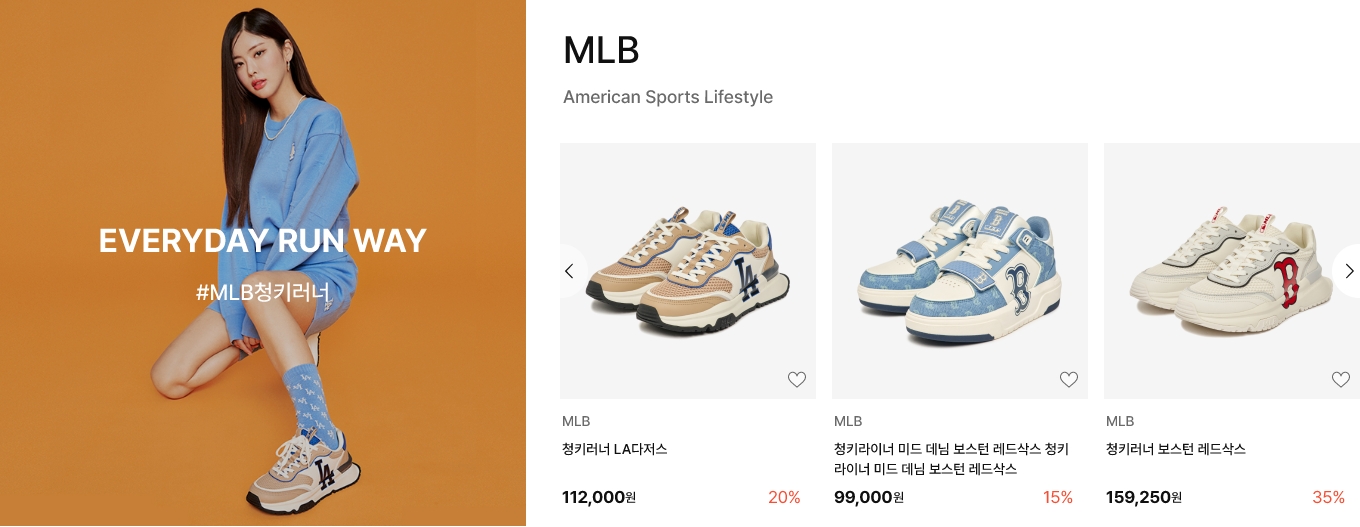 EVERYDAY RUN WAY
#MLB청키러너
MLB
American Sports Lifestyle
LA
B
B
MLB
청키러너 LA다저스
112,000원 20%
MLB
청키라이너 미드 데님 보스턴 레드삭스 청키
라이너 미드 데님 보스턴 레드삭스
99,000원 15%
MLB
청키러너 보스턴 레드삭스
159,250원 35%